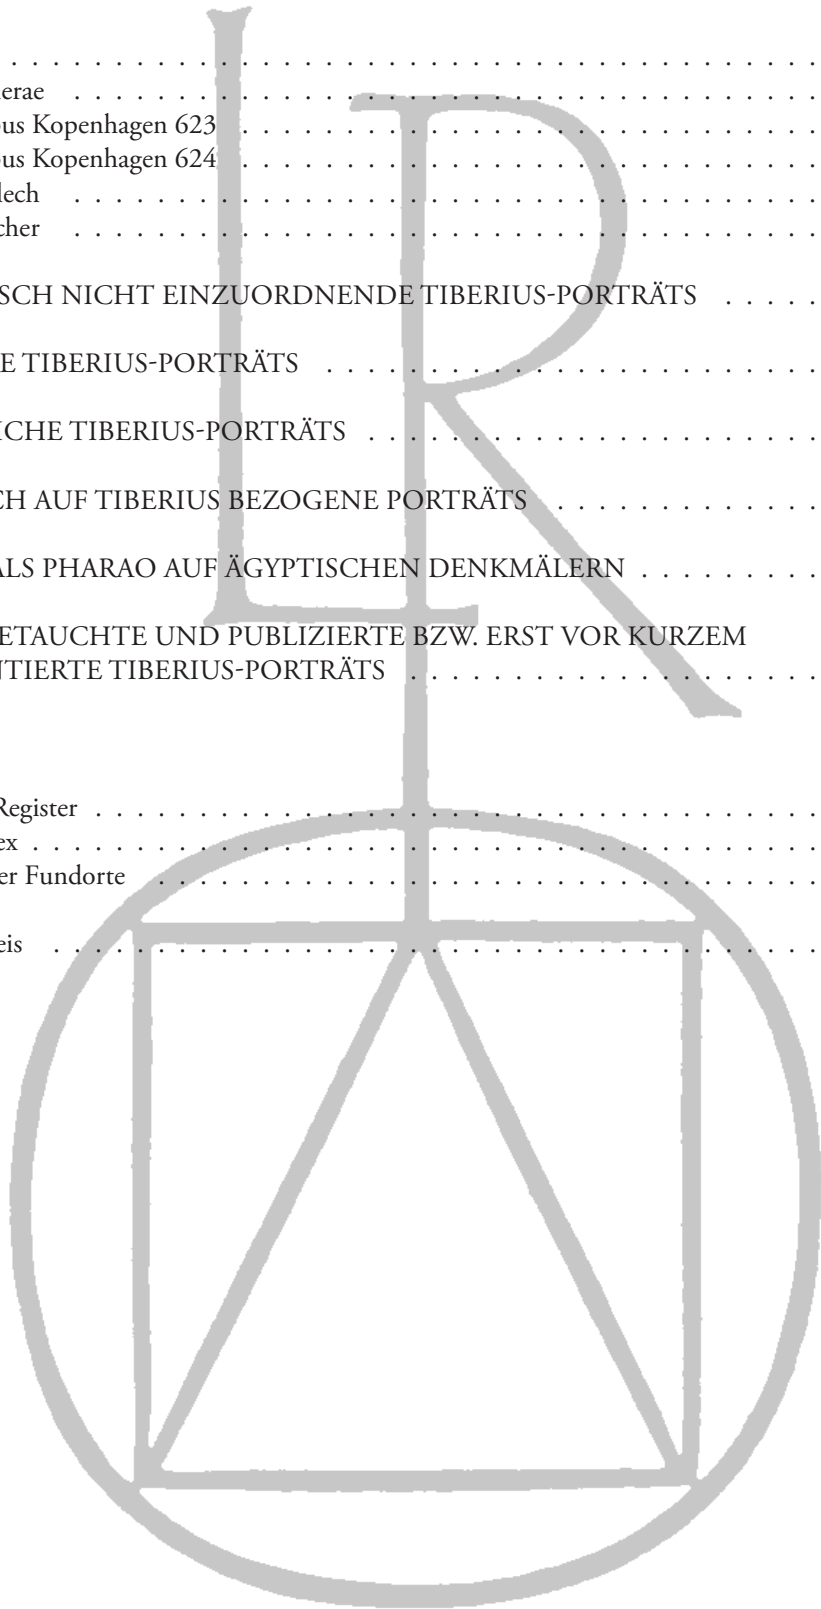 . . . . . . . . . . . . . . . . . . . . . . . . . . . . . . . . . . . . . . .
erae . . . . . . . . . . . . . . . . . . . . . . . . . . . . . . . . . . . .
us Kopenhagen 623 . . . . . . . . . . . . . . . . . . . . . . . . . . . .
us Kopenhagen 624 . . . . . . . . . . . . . . . . . . . . . . . . . . . .
lech . . . . . . . . . . . . . . . . . . . . . . . . . . . . . . . . . . . .
cher . . . . . . . . . . . . . . . . . . . . . . . . . . . . . . . . . . . .
SCH NICHT EINZUORDNENDE TIBERIUS-PORTRÄTS . . . . .
E TIBERIUS-PORTRÄTS . . . . . . . . . . . . . . . . . . . . . . . .
ICHE TIBERIUS-PORTRÄTS . . . . . . . . . . . . . . . . . . . . . .
CH AUF TIBERIUS BEZOGENE PORTRÄTS . . . . . . . . . . . . .
ALS PHARAO AUF ÄGYPTISCHEN DENKMÄLERN . . . . . . . . .
ETAUCHTE UND PUBLIZIERTE BZW. ERST VOR KURZEM
NTIERTE TIBERIUS-PORTRÄTS . . . . . . . . . . . . . . . . . . . .
Register . . . . . . . . . . . . . . . . . . . . . . . . . . . . . . . . . . .
ex . . . . . . . . . . . . . . . . . . . . . . . . . . . . . . . . . . . . . .
er Fundorte . . . . . . . . . . . . . . . . . . . . . . . . . . . . . . . .
eis . . . . . . . . . . . . . . . . . . . . . . . . . . . . . . . . . . . . .
LR